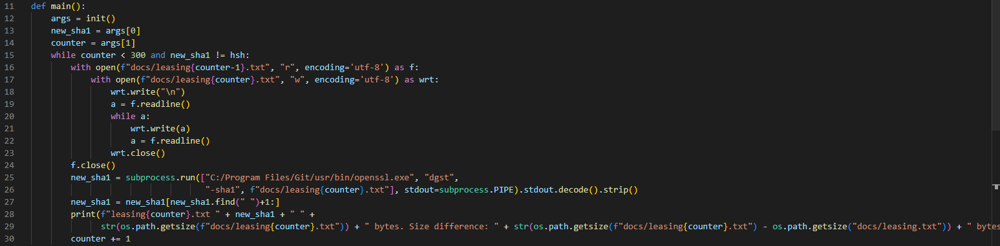 11 def main():
12     args = init()
13     new_sha1 = args[0]
14     counter = args[1]
15     while counter < 300 and new_sha1 != hsh:
16         with open(f"docs/leasing{counter-1}.txt", "r", encoding='utf-8') as f:
17             with open(f"docs/leasing{counter}.txt", "w", encoding='utf-8') as wrt:
18                 wrt.write("\n")
19                 a = f.readline()
20                 while a:
21                     wrt.write(a)
22                     a = f.readline()
23                 wrt.close()
24         f.close()
25         new_sha1 = subprocess.run(["C:/Program Files/Git/usr/bin/openssl.exe", "dgst",
26                                    "-sha1", f"docs/leasing{counter}.txt"], stdout=subprocess.PIPE).stdout.decode().strip()
27         new_sha1 = new_sha1[new_sha1.find(" ")+1:]
28         print(f"leasing{counter}.txt " + new_sha1 + " " +
29               str(os.path.getsize(f"docs/leasing{counter}.txt")) + " bytes. Size difference: " + str(os.path.getsize(f"docs/leasing{counter}.txt") - os.path.getsize("docs/leasing.txt")) + " bytes
30         counter += 1